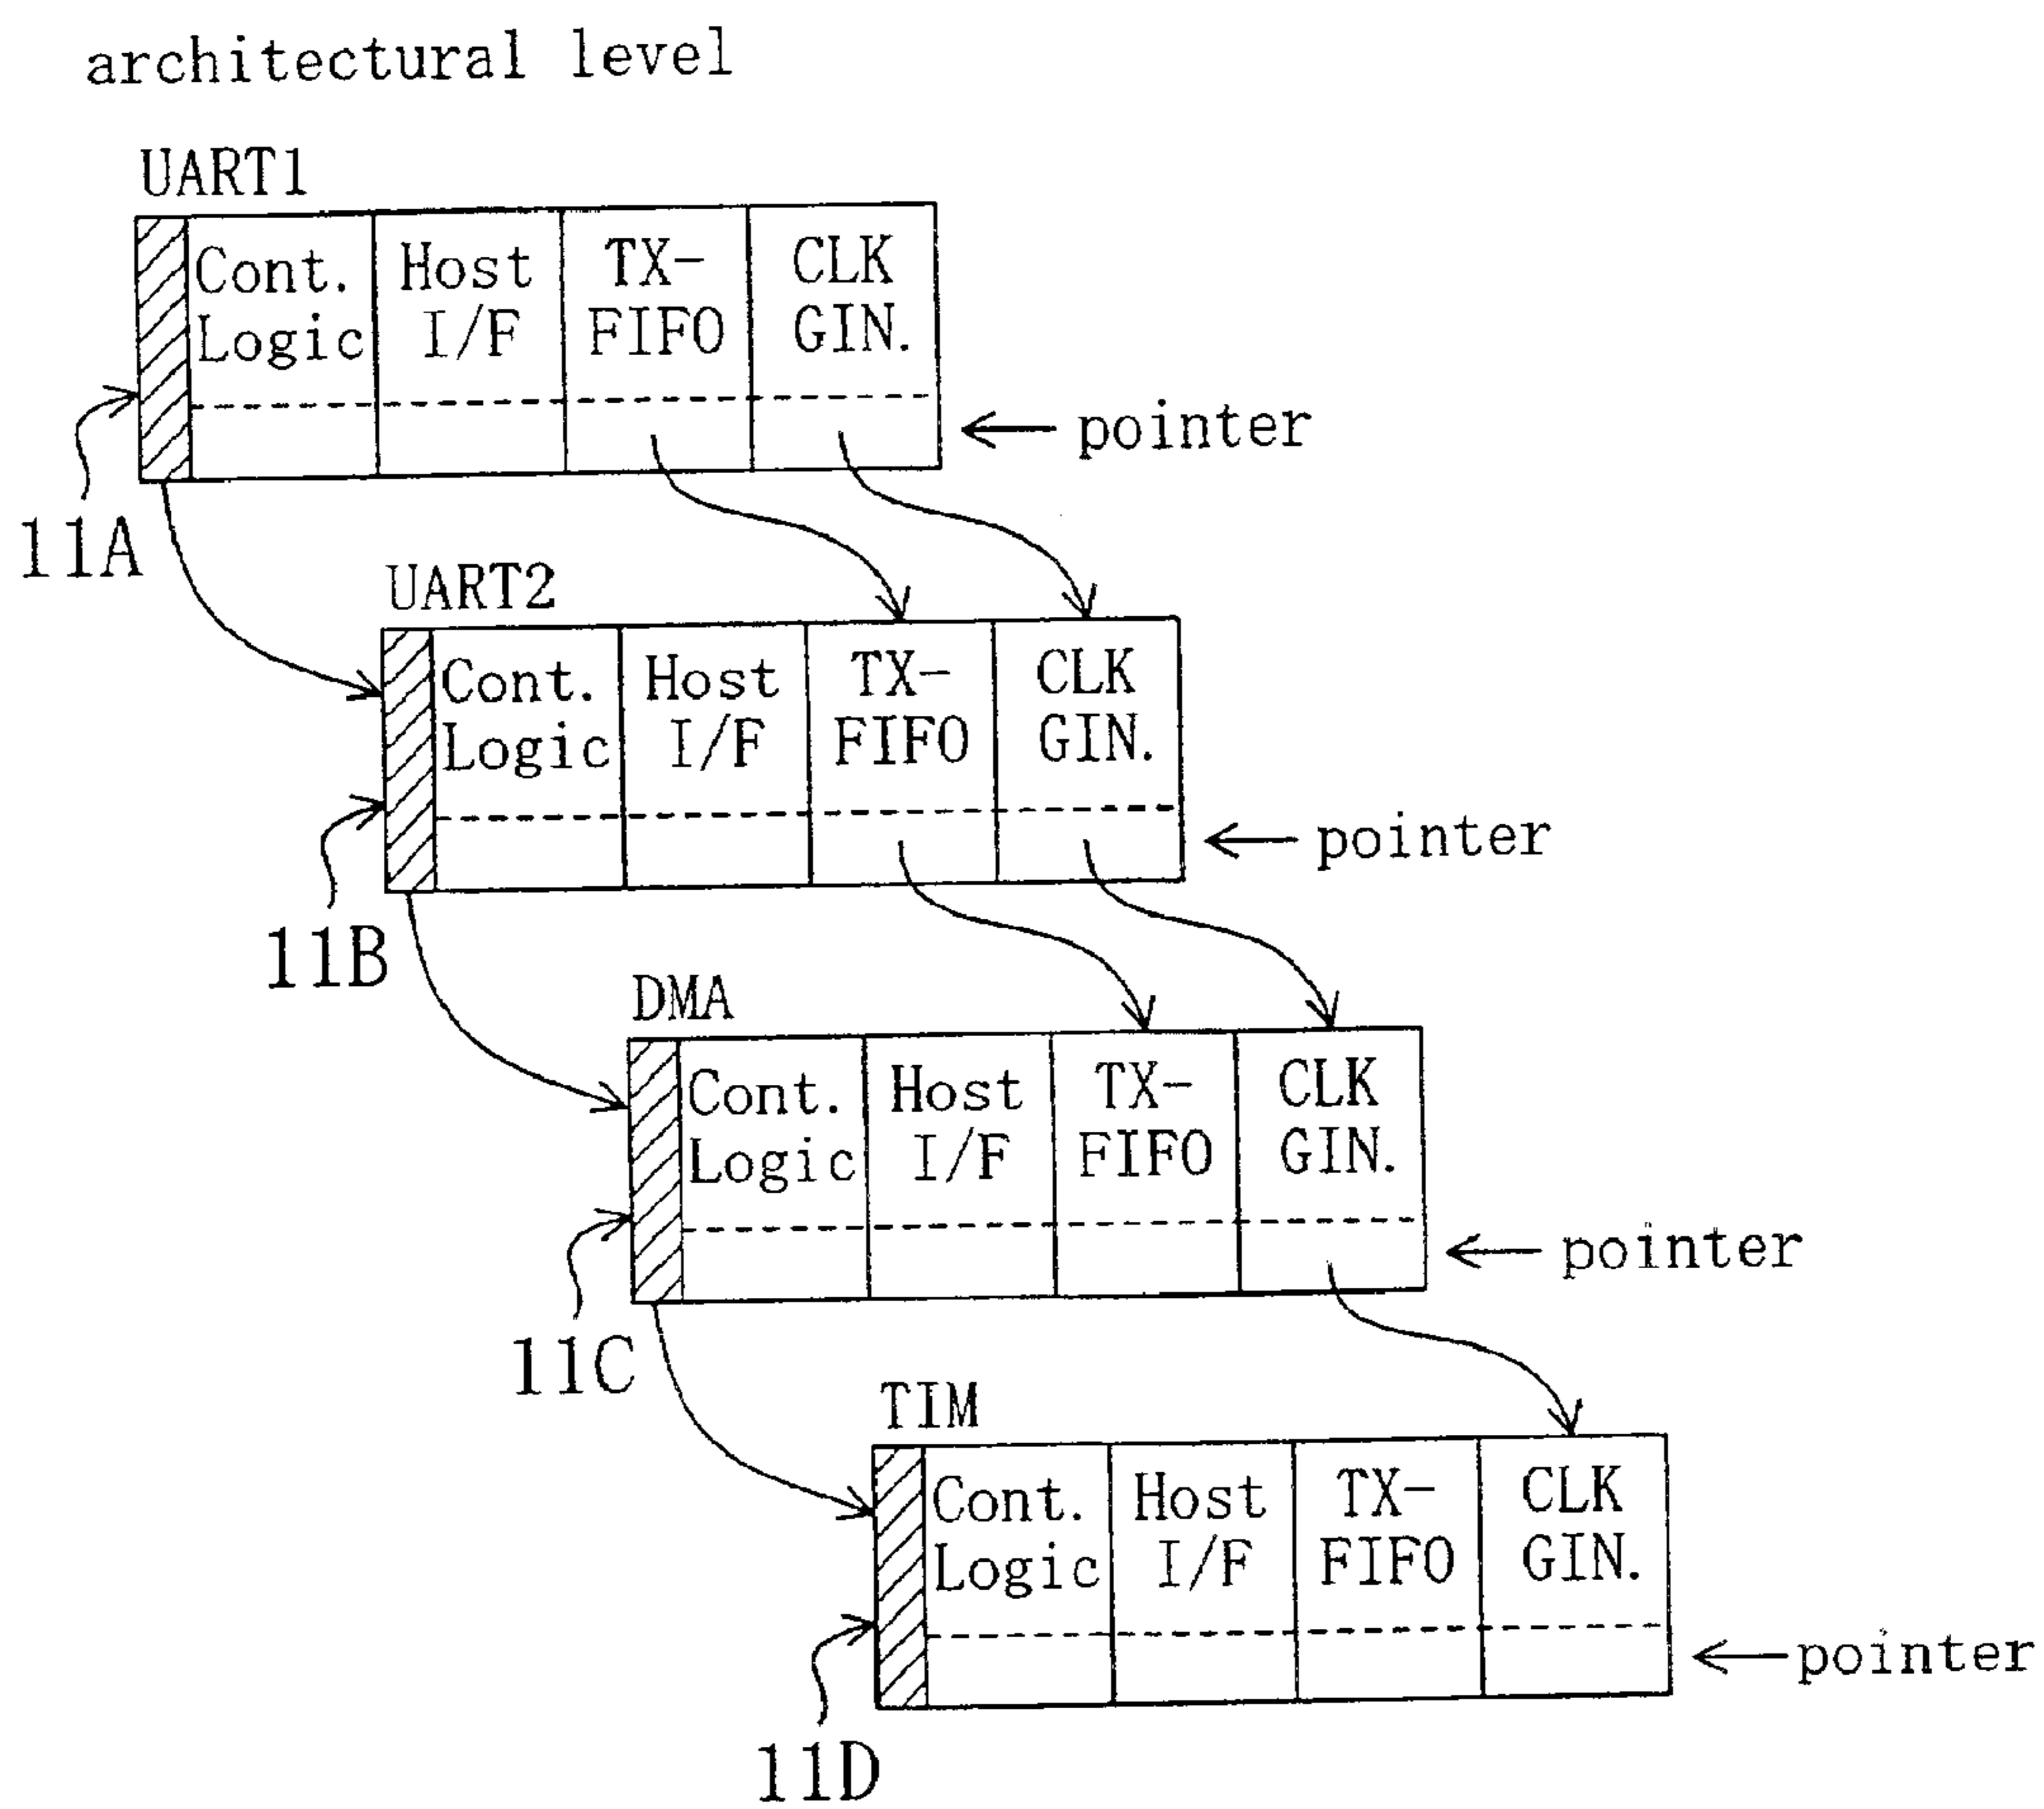 architectural level
UART1
Cont. Logic
Host I/F
TX-FIFO
CLK GIN.
pointer
11A
UART2
Cont. Logic
Host I/F
TX-FIFO
CLK GIN.
pointer
11B
DMA
Cont. Logic
Host I/F
TX-FIFO
CLK GIN.
pointer
11C
TIM
Cont. Logic
Host I/F
TX-FIFO
CLK GIN.
pointer
11D